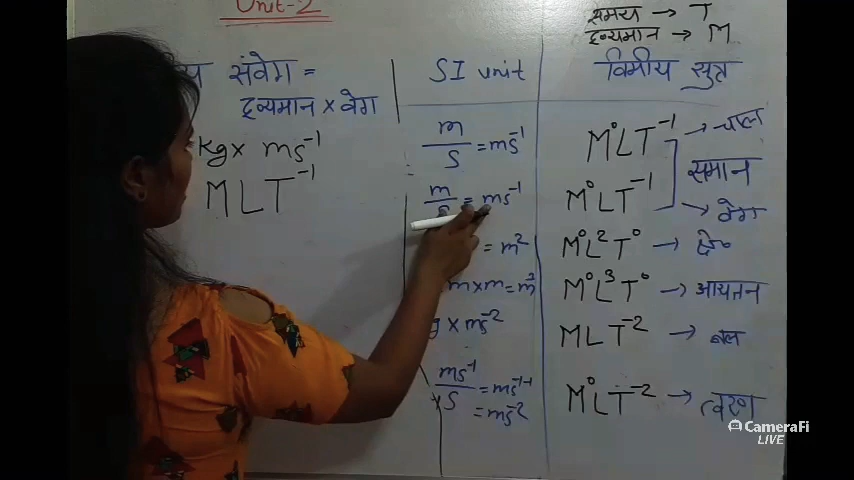 Unit-2
समय → T
द्रव्यमान → M
संवेग =
द्रव्यमान × वेग
Kg × ms⁻¹
MLT⁻¹
SI unit
विमीय सुत्र
m/s = ms⁻¹
M⁰LT⁻¹ → चाल
समान
m/s = ms⁻¹
M⁰LT⁻¹ → वेग
= m²
M⁰L²T⁰ → क्षे०
m×m = m³
M⁰L³T⁰ → आयतन
g × ms⁻²
MLT⁻² → बल
ms⁻¹/s = ms⁻¹⁻¹
= ms⁻²
M⁰LT⁻² → त्वरण
CameraFi
LIVE